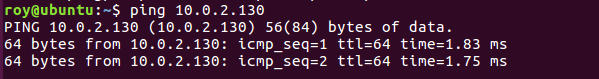 roy@ubuntu:~$ ping 10.0.2.130
PING 10.0.2.130 (10.0.2.130) 56(84) bytes of data.
64 bytes from 10.0.2.130: icmp_seq=1 ttl=64 time=1.83 ms
64 bytes from 10.0.2.130: icmp_seq=2 ttl=64 time=1.75 ms